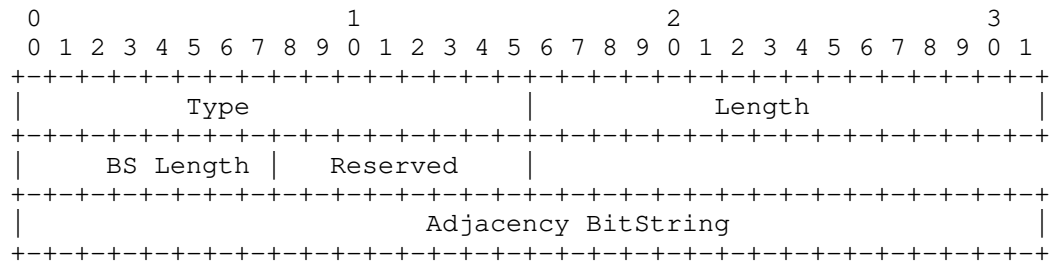 0                   1                   2                   3
 0 1 2 3 4 5 6 7 8 9 0 1 2 3 4 5 6 7 8 9 0 1 2 3 4 5 6 7 8 9 0 1
+-+-+-+-+-+-+-+-+-+-+-+-+-+-+-+-+-+-+-+-+-+-+-+-+-+-+-+-+-+-+-+-+
|          Type                 |           Length              |
+-+-+-+-+-+-+-+-+-+-+-+-+-+-+-+-+-+-+-+-+-+-+-+-+-+-+-+-+-+-+-+-+
|     BS Length |   Reserved    |
+-+-+-+-+-+-+-+-+-+-+-+-+-+-+-+-+-+-+-+-+-+-+-+-+-+-+-+-+-+-+-+-+
|                         Adjacency BitString                   |
+-+-+-+-+-+-+-+-+-+-+-+-+-+-+-+-+-+-+-+-+-+-+-+-+-+-+-+-+-+-+-+-+